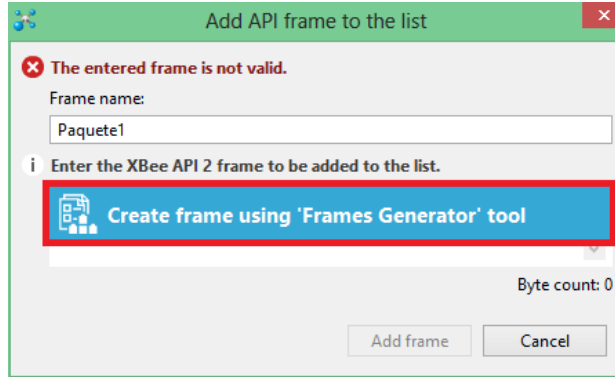 Add API frame to the list
The entered frame is not valid.
Frame name:
Paquete1
i Enter the XBee API 2 frame to be added to the list.
Create frame using 'Frames Generator' tool
Byte count: 0
Add frame Cancel